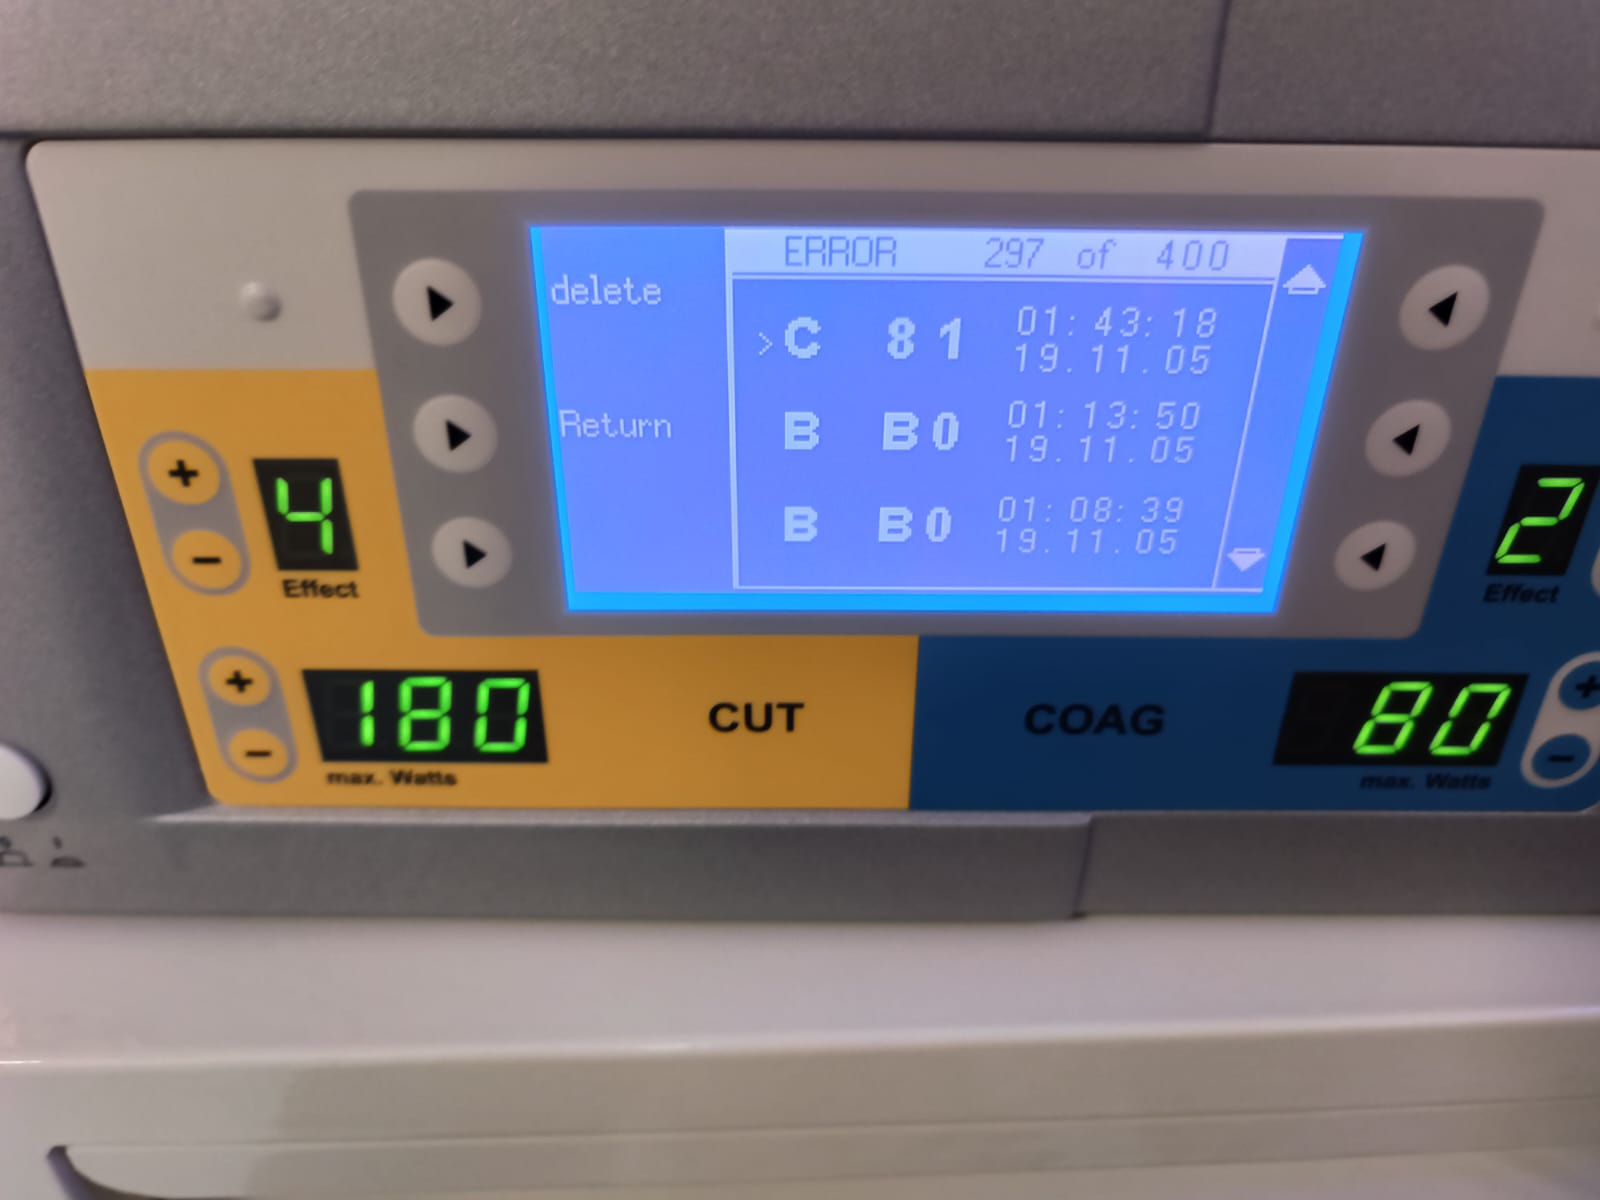 ERROR 297 of 400
delete
>C 81 01:43:18
19.11.05
Return
B B0 01:13:50
19.11.05
B B0 01:08:39
19.11.05
+
-
4
Effect
2
Effect
+
-
180
max. Watts
CUT
COAG
80
max. Watts
+
-